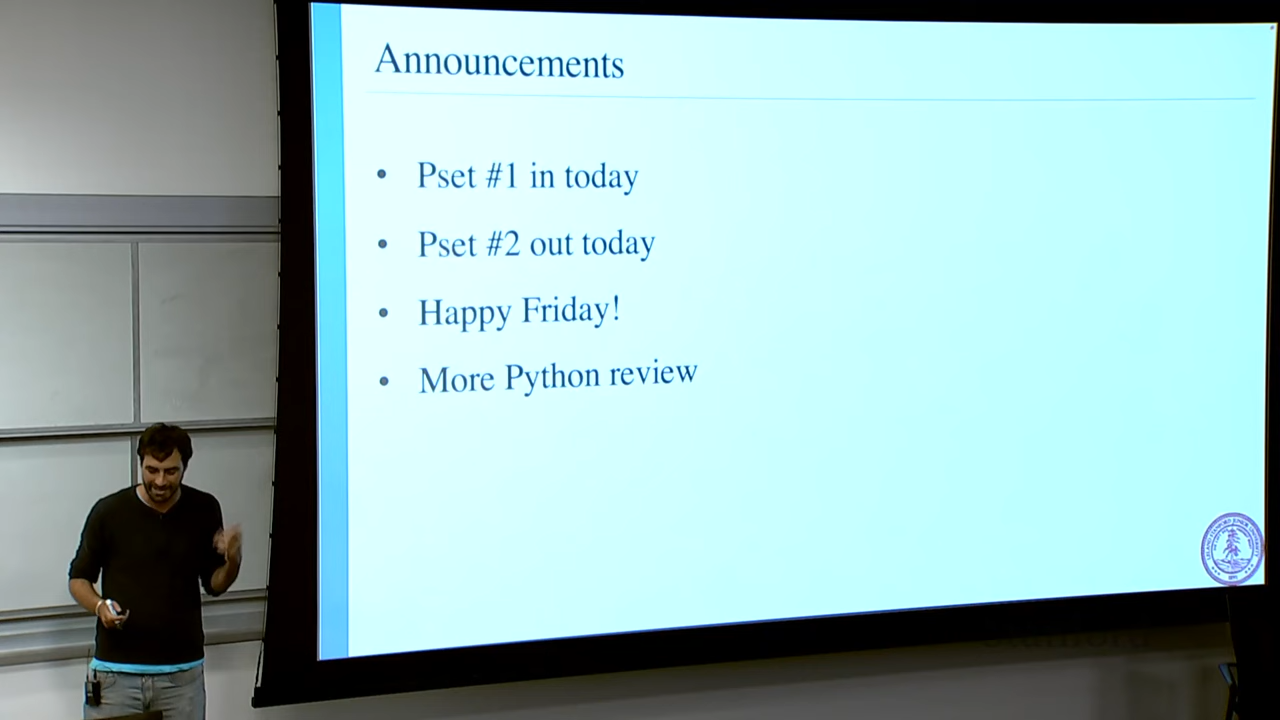 Announcements
• Pset #1 in today
• Pset #2 out today
• Happy Friday!
• More Python review